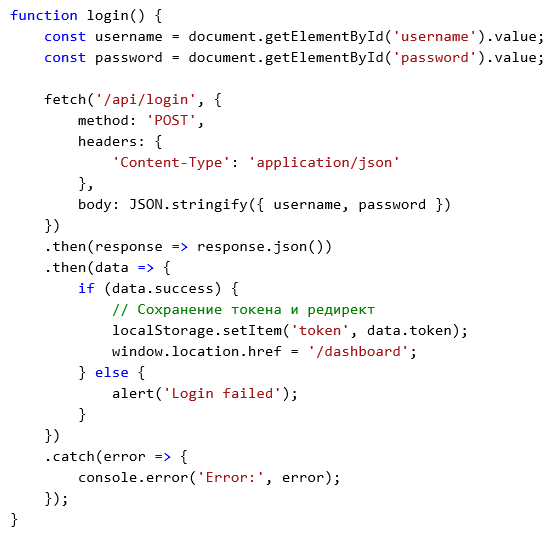 function login() {
    const username = document.getElementById('username').value;
    const password = document.getElementById('password').value;

    fetch('/api/login', {
        method: 'POST',
        headers: {
            'Content-Type': 'application/json'
        },
        body: JSON.stringify({ username, password })
    })
    .then(response => response.json())
    .then(data => {
        if (data.success) {
            // Сохранение токена и редирект
            localStorage.setItem('token', data.token);
            window.location.href = '/dashboard';
        } else {
            alert('Login failed');
        }
    })
    .catch(error => {
        console.error('Error:', error);
    });
}